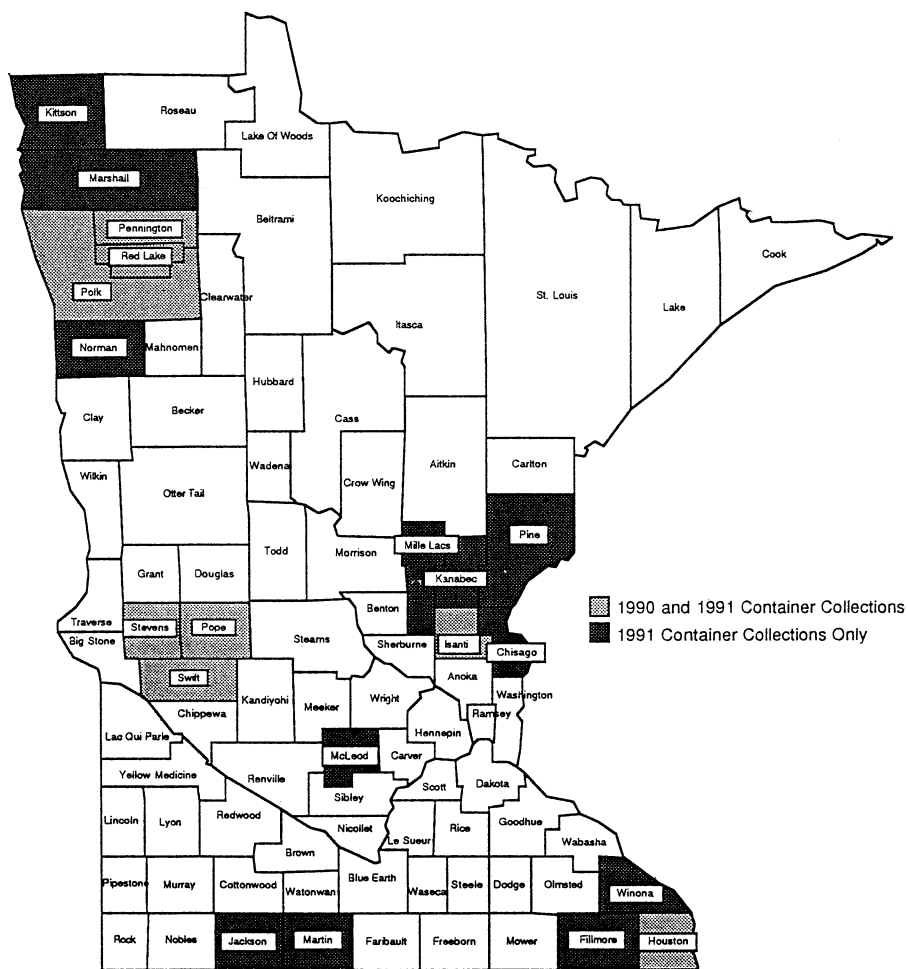 Kittson
Roseau
Lake Of Woods
Marshall
Koochiching
Beltrami
Pennington
Red Lake
Polk
Clearwater
Cook
St. Louis
Lake
Itasca
Norman
Mahnomen
Hubbard
Clay
Becker
Cass
Wadena
Aitkin
Carlton
Wilkin
Crow Wing
Otter Tail
Pine
Mille Lacs
Todd
Morrison
Grant
Douglas
Kanabec
Benton
1990 and 1991 Container Collections
Traverse
Stevens
Pope
1991 Container Collections Only
Big Stone
Stearns
Sherburne
Isanti
Chisago
Swift
Anoka
Kandiyohi
Washington
Wright
Meeker
Chippewa
Ramsey
Hennepin
Lac Qui Parle
McLeod
Carver
Yellow Medicine
Renville
Dakota
Scott
Sibley
Redwood
Lincoln
Lyon
Goodhue
Nicollet
Rice
Le Sueur
Wabasha
Brown
Blue Earth
Pipestone
Murray
Cottonwood
Watonwan
Waseca
Steele
Dodge
Olmsted
Winona
Rock
Nobles
Jackson
Martin
Faribault
Freeborn
Mower
Fillmore
Houston